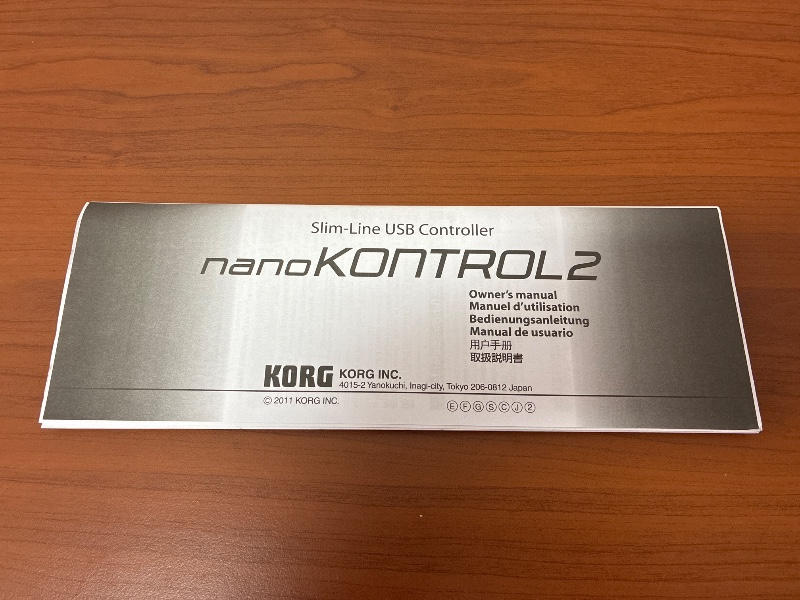 Slim-Line USB Controller
nanoKONTROL2
Owner's manual
Manuel d'utilisation
Bedienungsanleitung
Manual de usuario
用户手册
取扱説明書
KORG KORG INC.
4015-2 Yanokuchi, Inagi-city, Tokyo 206-0812 Japan
© 2011 KORG INC.
ⒺⒻⒼⓈⒸⒿ②